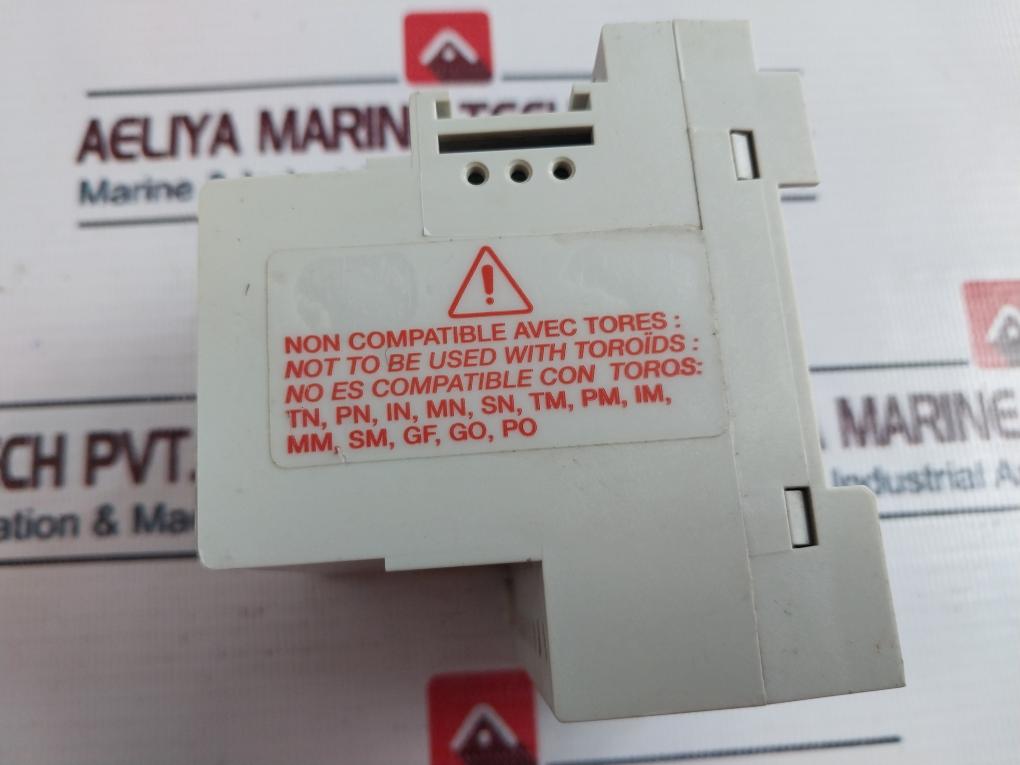 AELIYA MARIN
Marine &
NON COMPATIBLE AVEC TORES :
NOT TO BE USED WITH TOROÏDS :
NO ES COMPATIBLE CON TOROS:
TN, PN, IN, MN, SN, TM, PM, IM,
MM, SM, GF, GO, PO
CH PVT.
ation & Ma
A MARINE
Industrial A